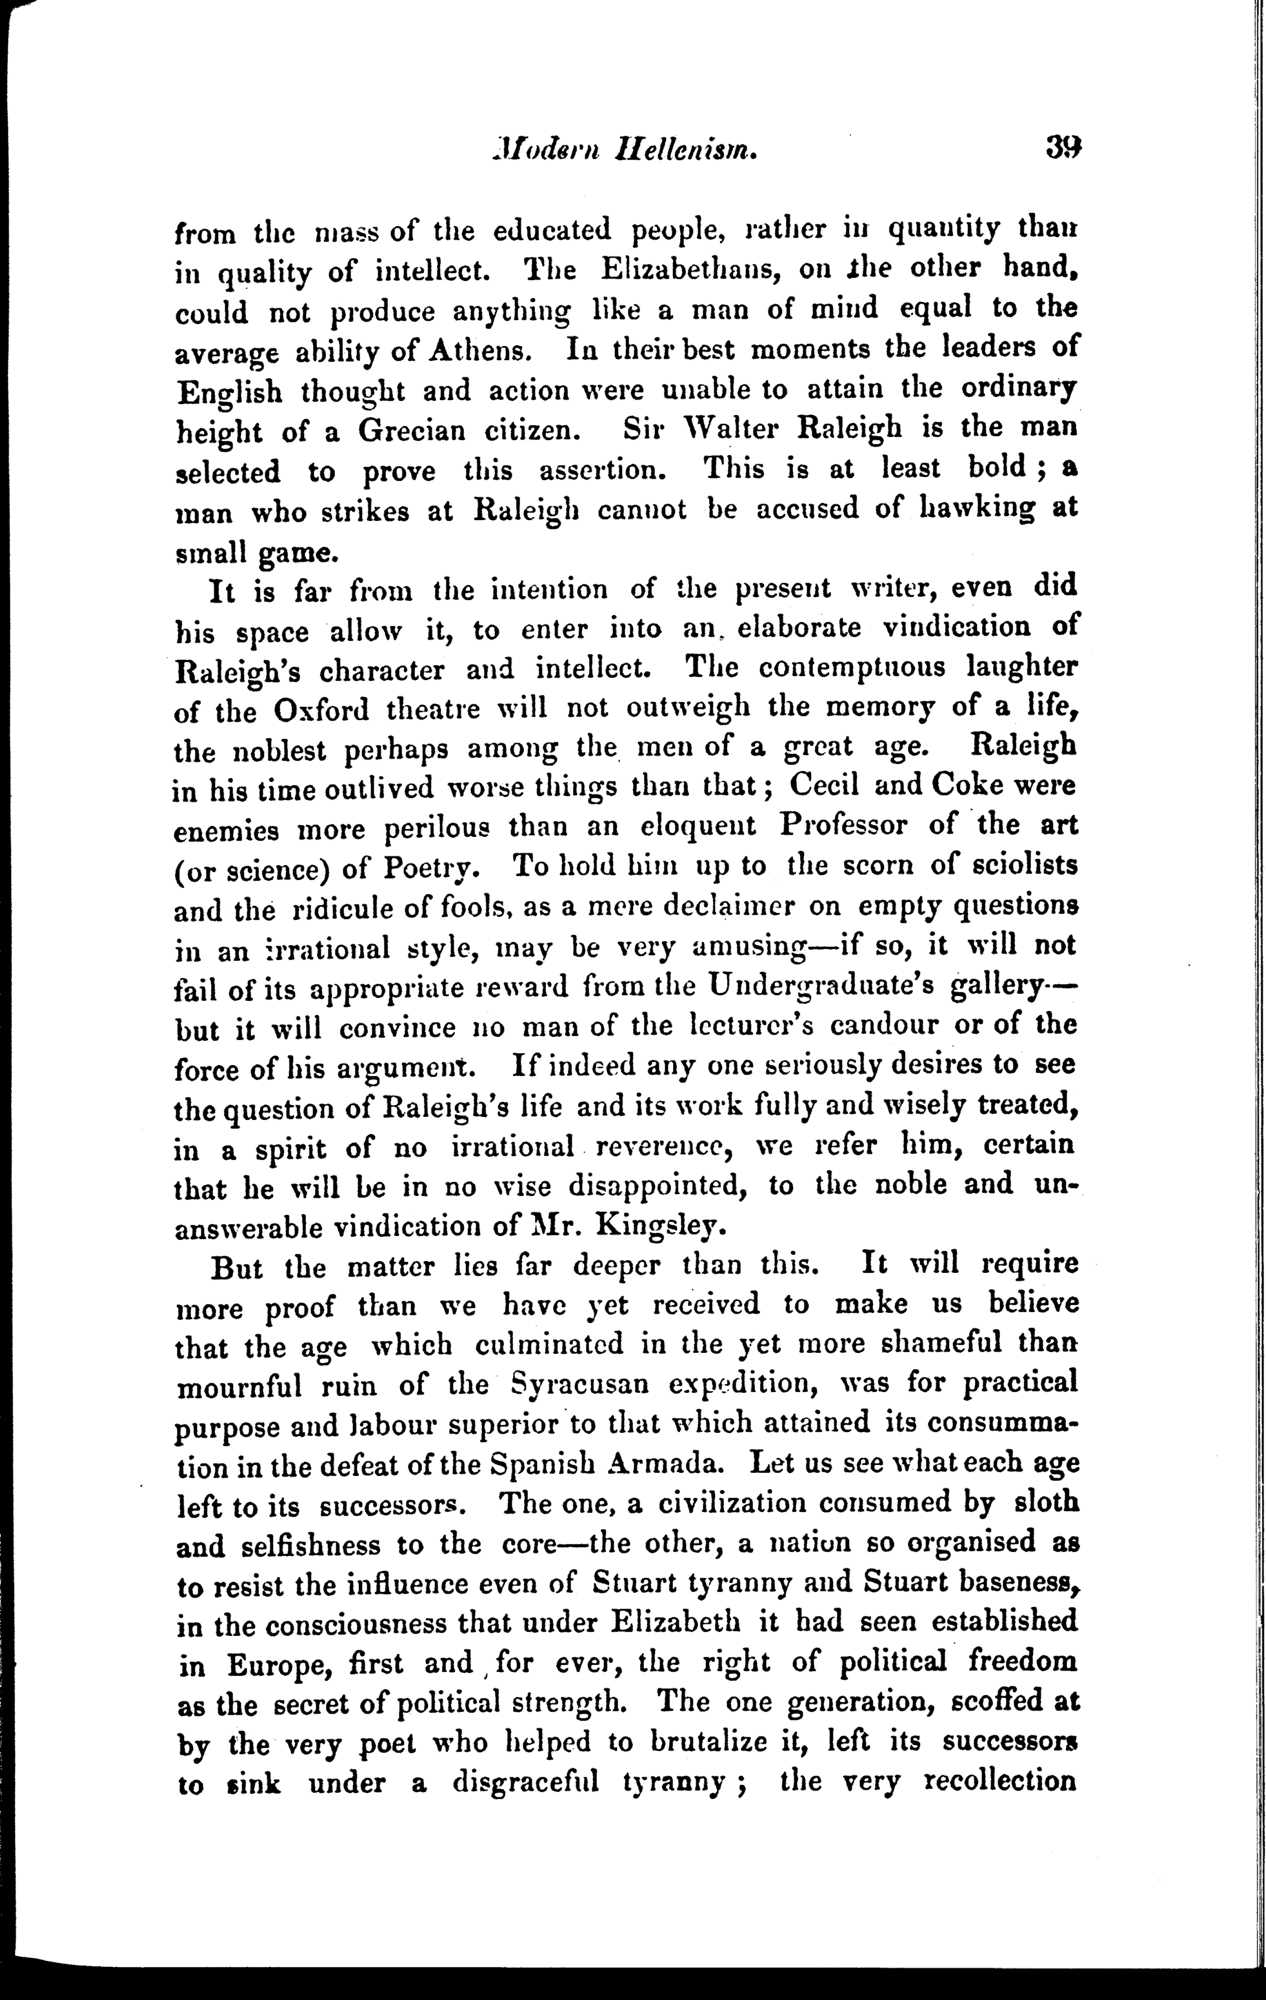 Modern Hellenism. 39
from the mass of the educated people, rather in quantity than
in quality of intellect. The Elizabethans, on the other hand,
could not produce anything like a man of mind equal to the
average ability of Athens. In their best moments the leaders of
English thought and action were unable to attain the ordinary
height of a Grecian citizen. Sir Walter Raleigh is the man
selected to prove this assertion. This is at least bold ; a
man who strikes at Raleigh cannot be accused of hawking at
small game.
It is far from the intention of the present writer, even did
his space allow it, to enter into an elaborate vindication of
Raleigh's character and intellect. The contemptuous laughter
of the Oxford theatre will not outweigh the memory of a life,
the noblest perhaps among the men of a great age. Raleigh
in his time outlived worse things than that ; Cecil and Coke were
enemies more perilous than an eloquent Professor of the art
(or science) of Poetry. To hold him up to the scorn of sciolists
and the ridicule of fools, as a mere declaimer on empty questions
in an irrational style, may be very amusing—if so, it will not
fail of its appropriate reward from the Undergraduate's gallery—
but it will convince no man of the lecturer's candour or of the
force of his argument. If indeed any one seriously desires to see
the question of Raleigh's life and its work fully and wisely treated,
in a spirit of no irrational reverence, we refer him, certain
that he will be in no wise disappointed, to the noble and un-
answerable vindication of Mr. Kingsley.
But the matter lies far deeper than this. It will require
more proof than we have yet received to make us believe
that the age which culminated in the yet more shameful than
mournful ruin of the Syracusan expedition, was for practical
purpose and labour superior to that which attained its consumma-
tion in the defeat of the Spanish Armada. Let us see what each age
left to its successors. The one, a civilization consumed by sloth
and selfishness to the core—the other, a nation so organised as
to resist the influence even of Stuart tyranny and Stuart baseness,
in the consciousness that under Elizabeth it had seen established
in Europe, first and for ever, the right of political freedom
as the secret of political strength. The one generation, scoffed at
by the very poet who helped to brutalize it, left its successors
to sink under a disgraceful tyranny ; the very recollection